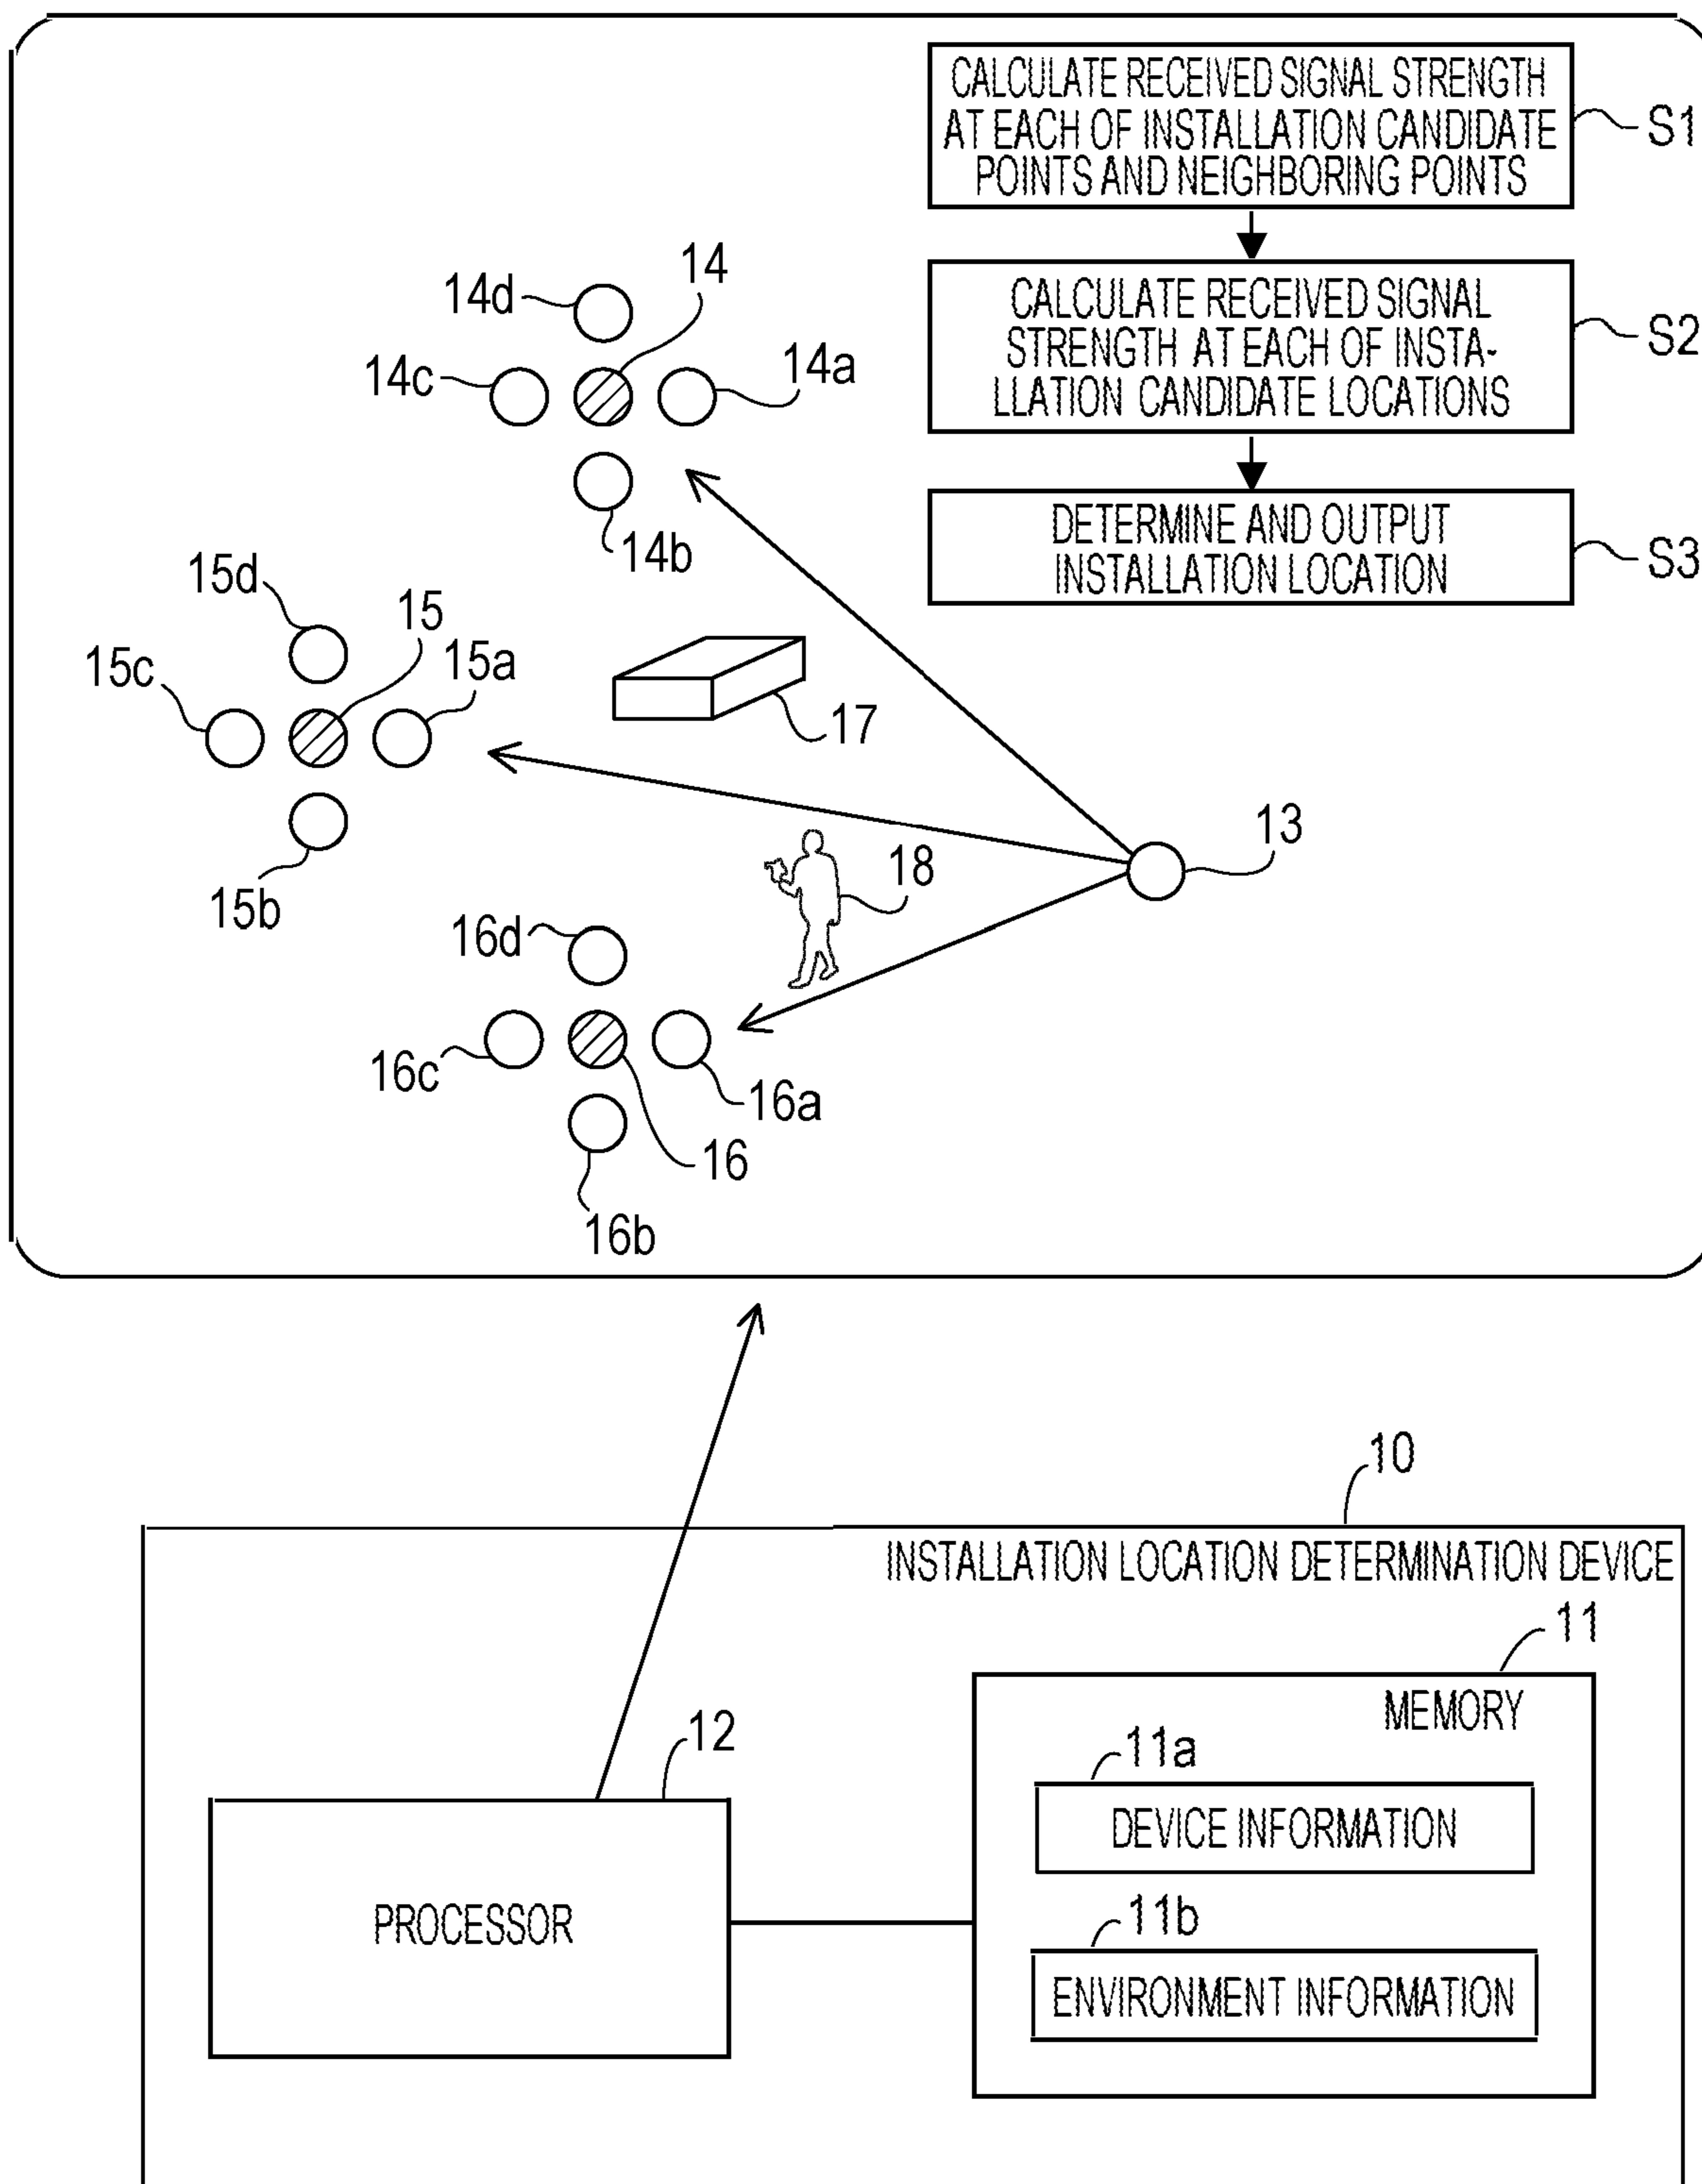 CALCULATE RECEIVED SIGNAL STRENGTH
AT EACH OF INSTALLATION CANDIDATE
POINTS AND NEIGHBORING POINTS
S1
CALCULATE RECEIVED SIGNAL
STRENGTH AT EACH OF INSTA-
LLATION CANDIDATE LOCATIONS
S2
DETERMINE AND OUTPUT
INSTALLATION LOCATION
S3
14d
14
14c
14a
14b
15d
15
15c
15a
17
15b
13
18
16d
16c
16a
16
16b
10
INSTALLATION LOCATION DETERMINATION DEVICE
11
MEMORY
12
11a
DEVICE INFORMATION
PROCESSOR
11b
ENVIRONMENT INFORMATION